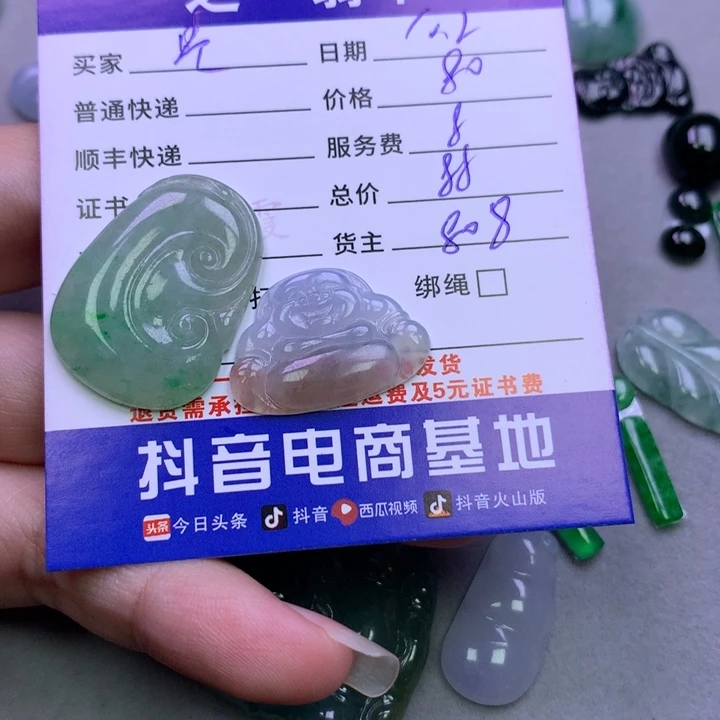 买家 日期
普通快递 价格 80
顺丰快递 服务费 8
证书 总价 88
货主 808
绑绳
发货
退货需承担 运费及5元证书费
抖音电商基地
头条 今日头条 抖音 西瓜视频 抖音火山版